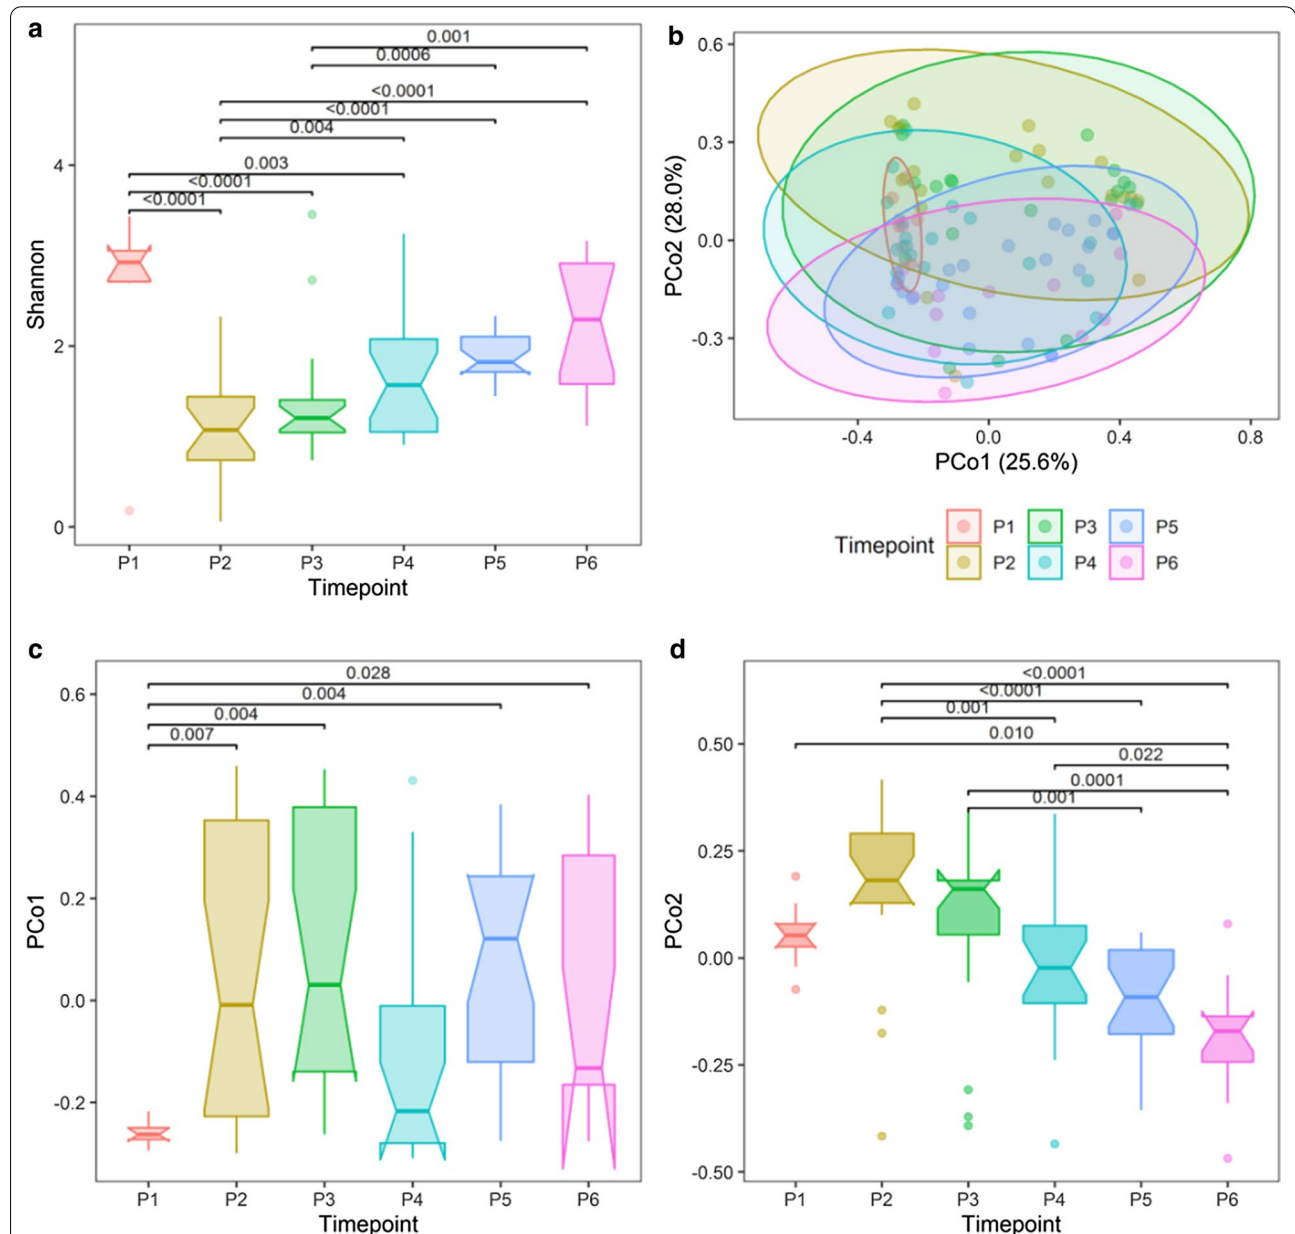 a
0.001
0.0006
<0.0001
<0.0001
0.004
0.003
<0.0001
<0.0001
4
2
0
Shannon
P1 P2 P3 P4 P5 P6
Timepoint
b
0.6
0.3
0.0
-0.3
PCo2 (28.0%)
-0.4 0.0 0.4 0.8
PCo1 (25.6%)
Timepoint
P1 P3 P5
P2 P4 P6
c
0.028
0.004
0.004
0.007
0.6
0.4
0.2
0.0
-0.2
PCo1
P1 P2 P3 P4 P5 P6
Timepoint
d
<0.0001
<0.0001
0.001
0.010
0.022
0.0001
0.001
0.50
0.25
0.00
-0.25
-0.50
PCo2
P1 P2 P3 P4 P5 P6
Timepoint